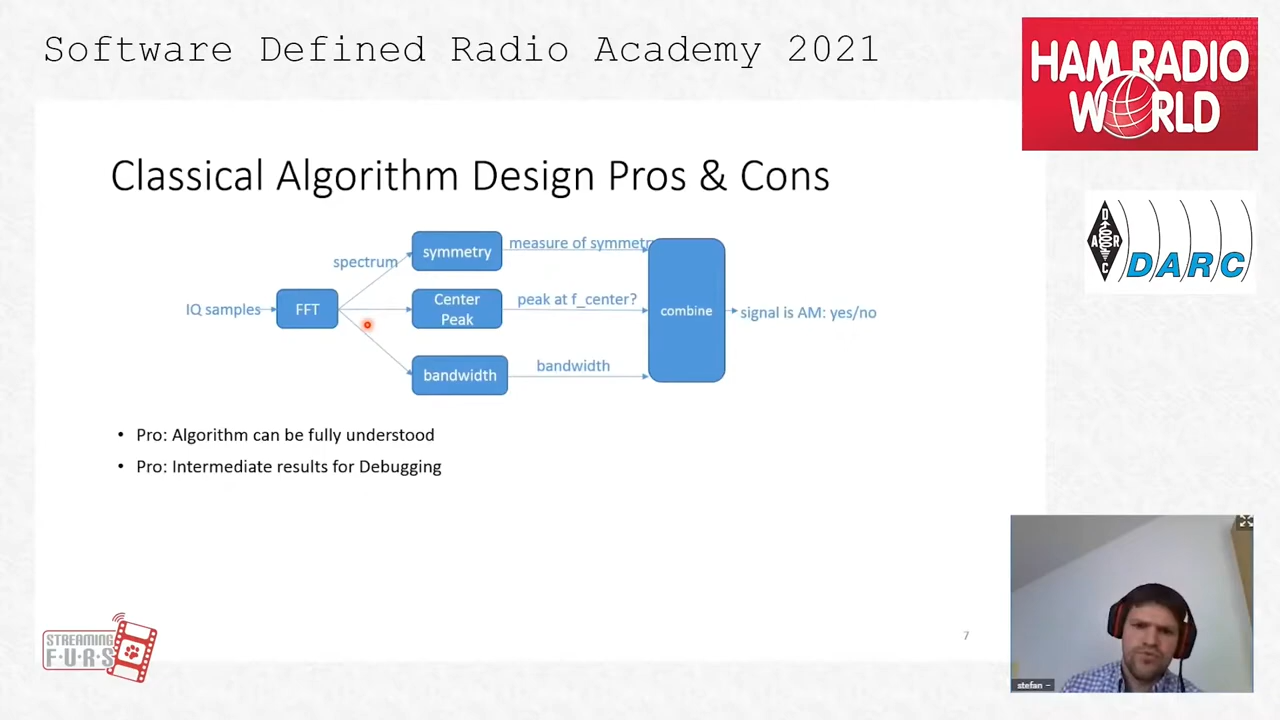 Software Defined Radio Academy 2021
HAM RADIO
WORLD
Classical Algorithm Design Pros & Cons
D
A R
C
DARC
spectrum
symmetry
measure of symmetr
IQ samples
FFT
Center
Peak
peak at f_center?
combine
signal is AM: yes/no
bandwidth
bandwidth
• Pro: Algorithm can be fully understood
• Pro: Intermediate results for Debugging
STREAMING
F·U·R·S
7
stefan –